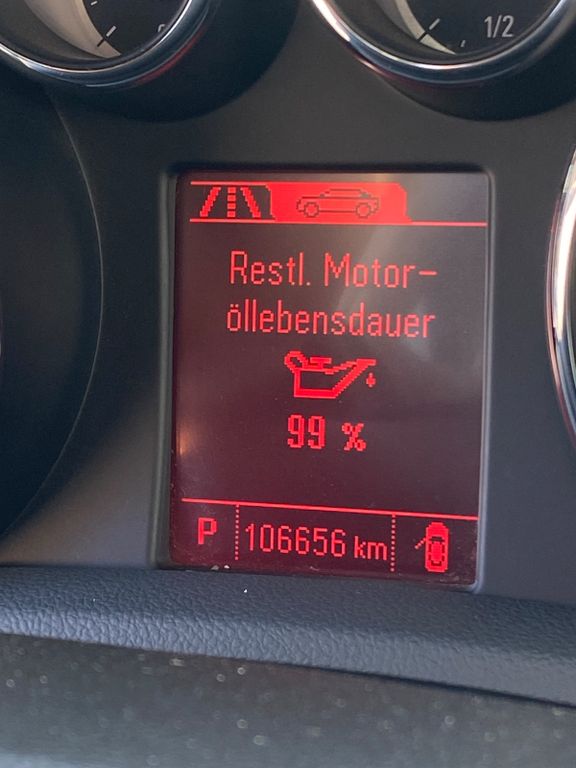 1/2
Restl. Motor-
öllebensdauer
99 %
P 106656 km